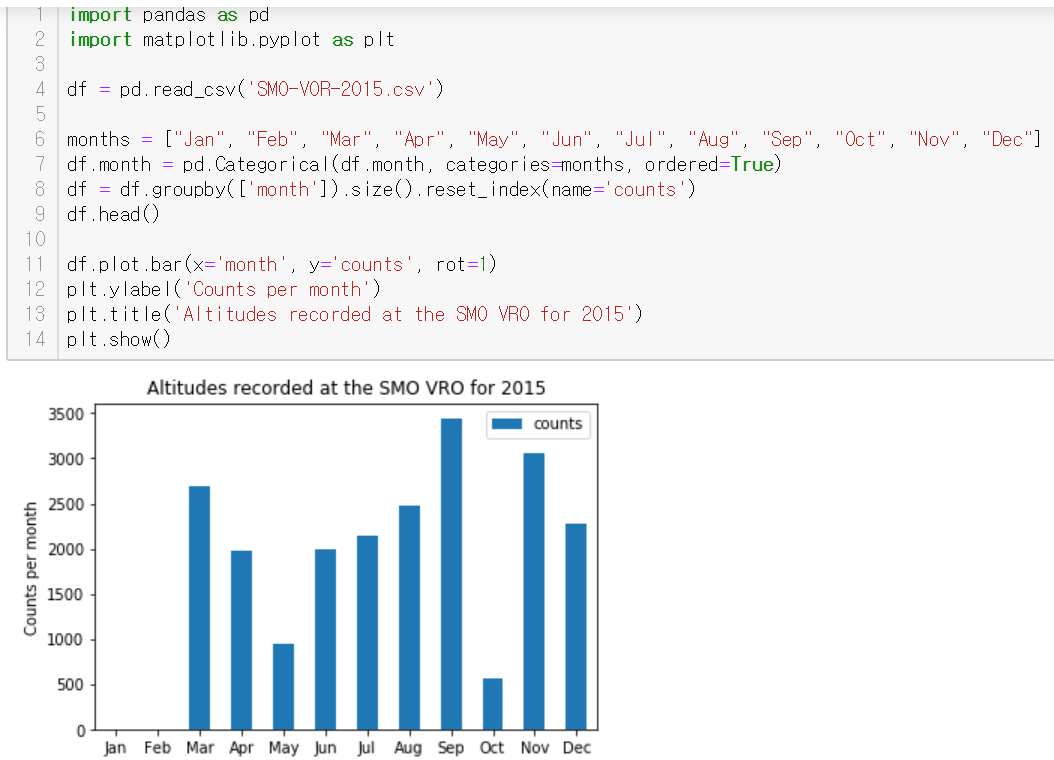 1 import pandas as pd
2 import matplotlib.pyplot as plt
3
4 df = pd.read_csv('SMO-VOR-2015.csv')
5
6 months = ["Jan", "Feb", "Mar", "Apr", "May", "Jun", "Jul", "Aug", "Sep", "Oct", "Nov", "Dec"]
7 df.month = pd.Categorical(df.month, categories=months, ordered=True)
8 df = df.groupby(['month']).size().reset_index(name='counts')
9 df.head()
10
11 df.plot.bar(x='month', y='counts', rot=1)
12 plt.ylabel('Counts per month')
13 plt.title('Altitudes recorded at the SMO VRO for 2015')
14 plt.show()
Altitudes recorded at the SMO VRO for 2015
counts
Counts per month
3500
3000
2500
2000
1500
1000
500
0
Jan Feb Mar Apr May Jun Jul Aug Sep Oct Nov Dec